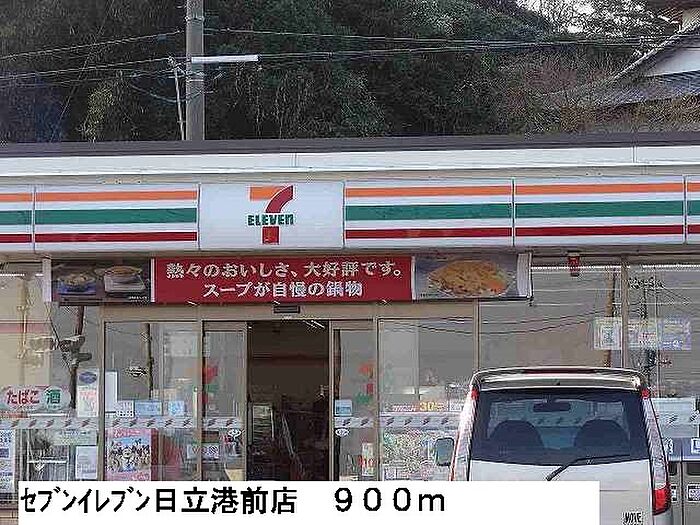 7
ELEVEN
熱々のおいしさ、大好評です。
スープが自慢の鍋物
たばこ 酒
MOVE
ｾﾌﾞﾝｲﾚﾌﾞﾝ日立港前店　９００ｍ